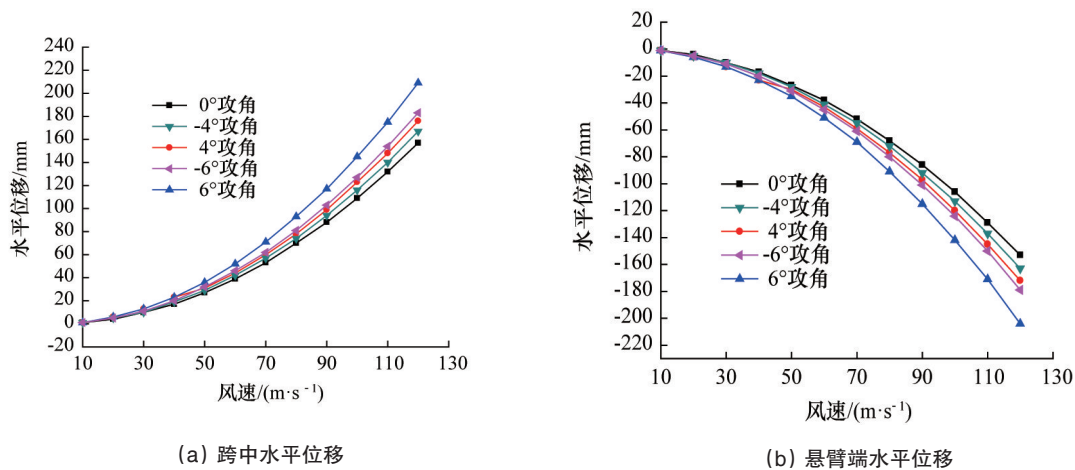 240
220
200
180
160
140
120
100
80
60
40
20
0
-20
水平位移/mm
0°攻角
-4°攻角
4°攻角
-6°攻角
6°攻角
10 30 50 70 90 110 130
风速/(m·s⁻¹)
(a) 跨中水平位移
20
0
-20
-40
-60
-80
-100
-120
-140
-160
-180
-200
-220
水平位移/mm
0°攻角
-4°攻角
4°攻角
-6°攻角
6°攻角
10 30 50 70 90 110 130
风速/(m·s⁻¹)
(b) 悬臂端水平位移